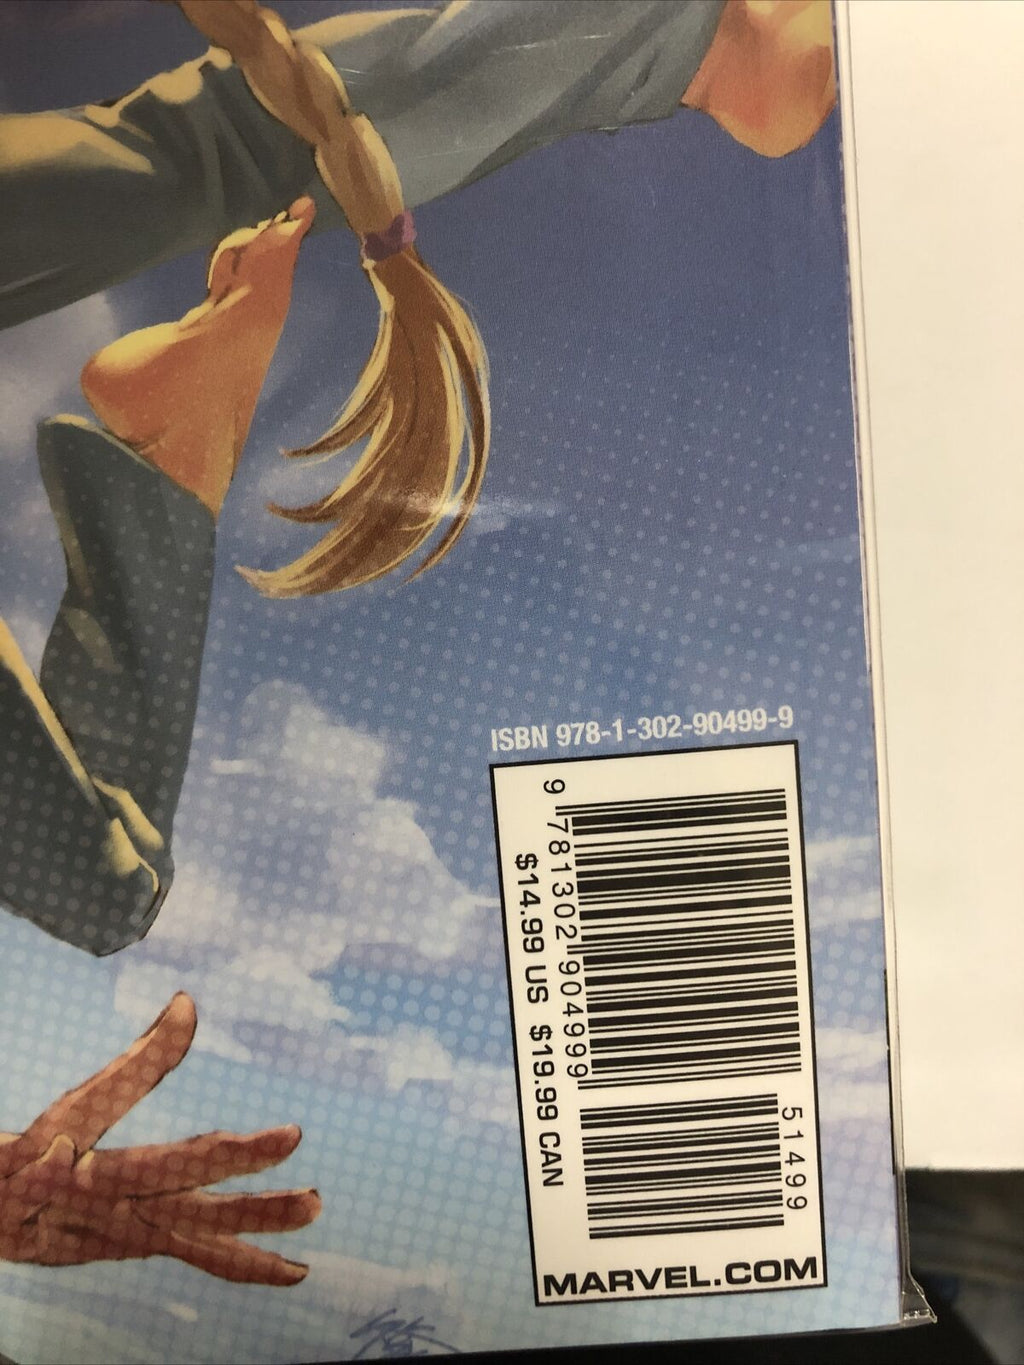 ISBN 978-1-302-90499-9
9 781302 904999
51499
$14.99 US $19.99 CAN
MARVEL.COM